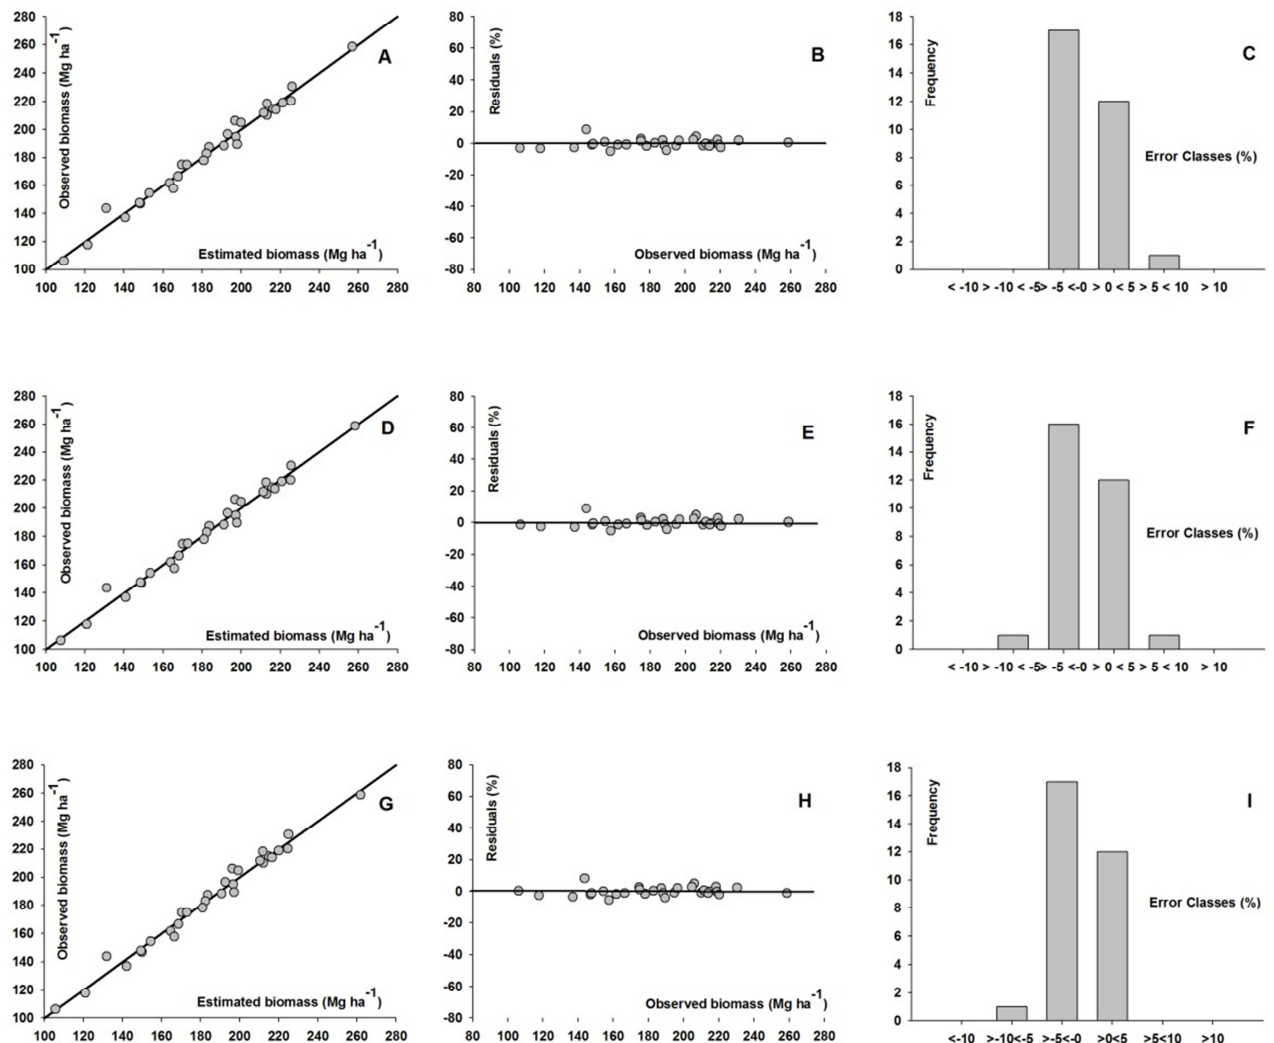 280
260
240
220
200
180
160
140
120
100
Observed biomass (Mg ha-1)
A
Estimated biomass (Mg ha-1)
100 120 140 160 180 200 220 240 260 280
80
60
40
20
0
-20
-40
-60
-80
Residuals (%)
B
Observed biomass (Mg ha-1)
80 100 120 140 160 180 200 220 240 260 280
18
16
14
12
10
8
6
4
2
0
Frequency
C
Error Classes (%)
< -10 > -10 < -5 > -5 <-0 > 0 < 5 > 5 < 10 > 10
280
260
240
220
200
180
160
140
120
100
Observed biomass (Mg ha-1)
D
Estimated biomass (Mg ha-1)
100 120 140 160 180 200 220 240 260 280
80
60
40
20
0
-20
-40
-60
-80
Residuals (%)
E
Observed biomass (Mg ha-1)
80 100 120 140 160 180 200 220 240 260 280
18
16
14
12
10
8
6
4
2
0
Frequency
F
Error Classes (%)
< -10 > -10 < -5 > -5 <-0 > 0 < 5 > 5 < 10 > 10
280
260
240
220
200
180
160
140
120
100
Observed biomass (Mg ha-1)
G
Estimated biomass (Mg ha-1)
100 120 140 160 180 200 220 240 260 280
80
60
40
20
0
-20
-40
-60
-80
Residuals (%)
H
Observed biomass (Mg ha-1)
80 100 120 140 160 180 200 220 240 260 280
18
16
14
12
10
8
6
4
2
0
Frequency
I
Error Classes (%)
<-10 >-10<-5 >-5<-0 >0<5 >5<10 >10